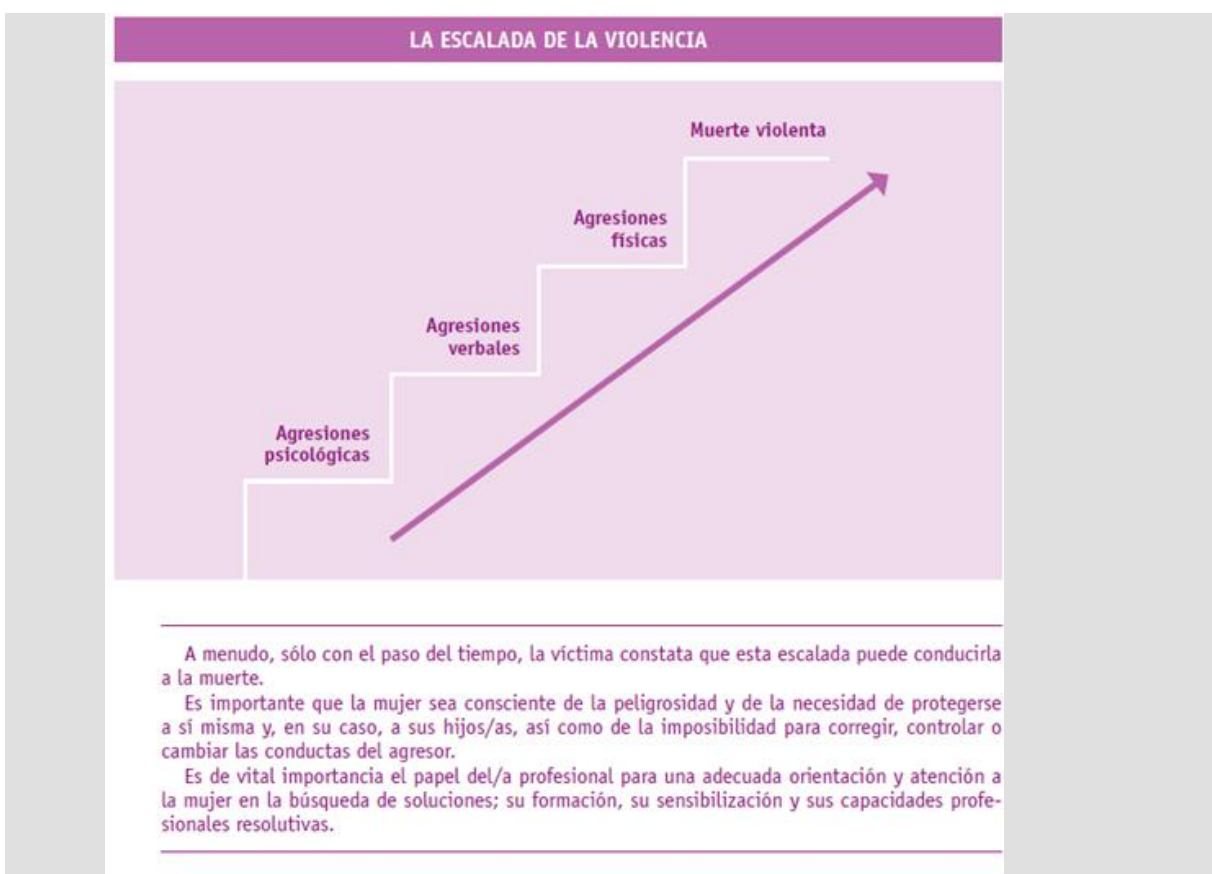 LA ESCALADA DE LA VIOLENCIA
Muerte violenta
Agresiones
físicas
Agresiones
verbales
Agresiones
psicológicas
A menudo, sólo con el paso del tiempo, la víctima constata que esta escalada puede conducirla
a la muerte.
Es importante que la mujer sea consciente de la peligrosidad y de la necesidad de protegerse
a sí misma y, en su caso, a sus hijos/as, así como de la imposibilidad para corregir, controlar o
cambiar las conductas del agresor.
Es de vital importancia el papel del/a profesional para una adecuada orientación y atención a
la mujer en la búsqueda de soluciones; su formación, su sensibilización y sus capacidades profe-
sionales resolutivas.